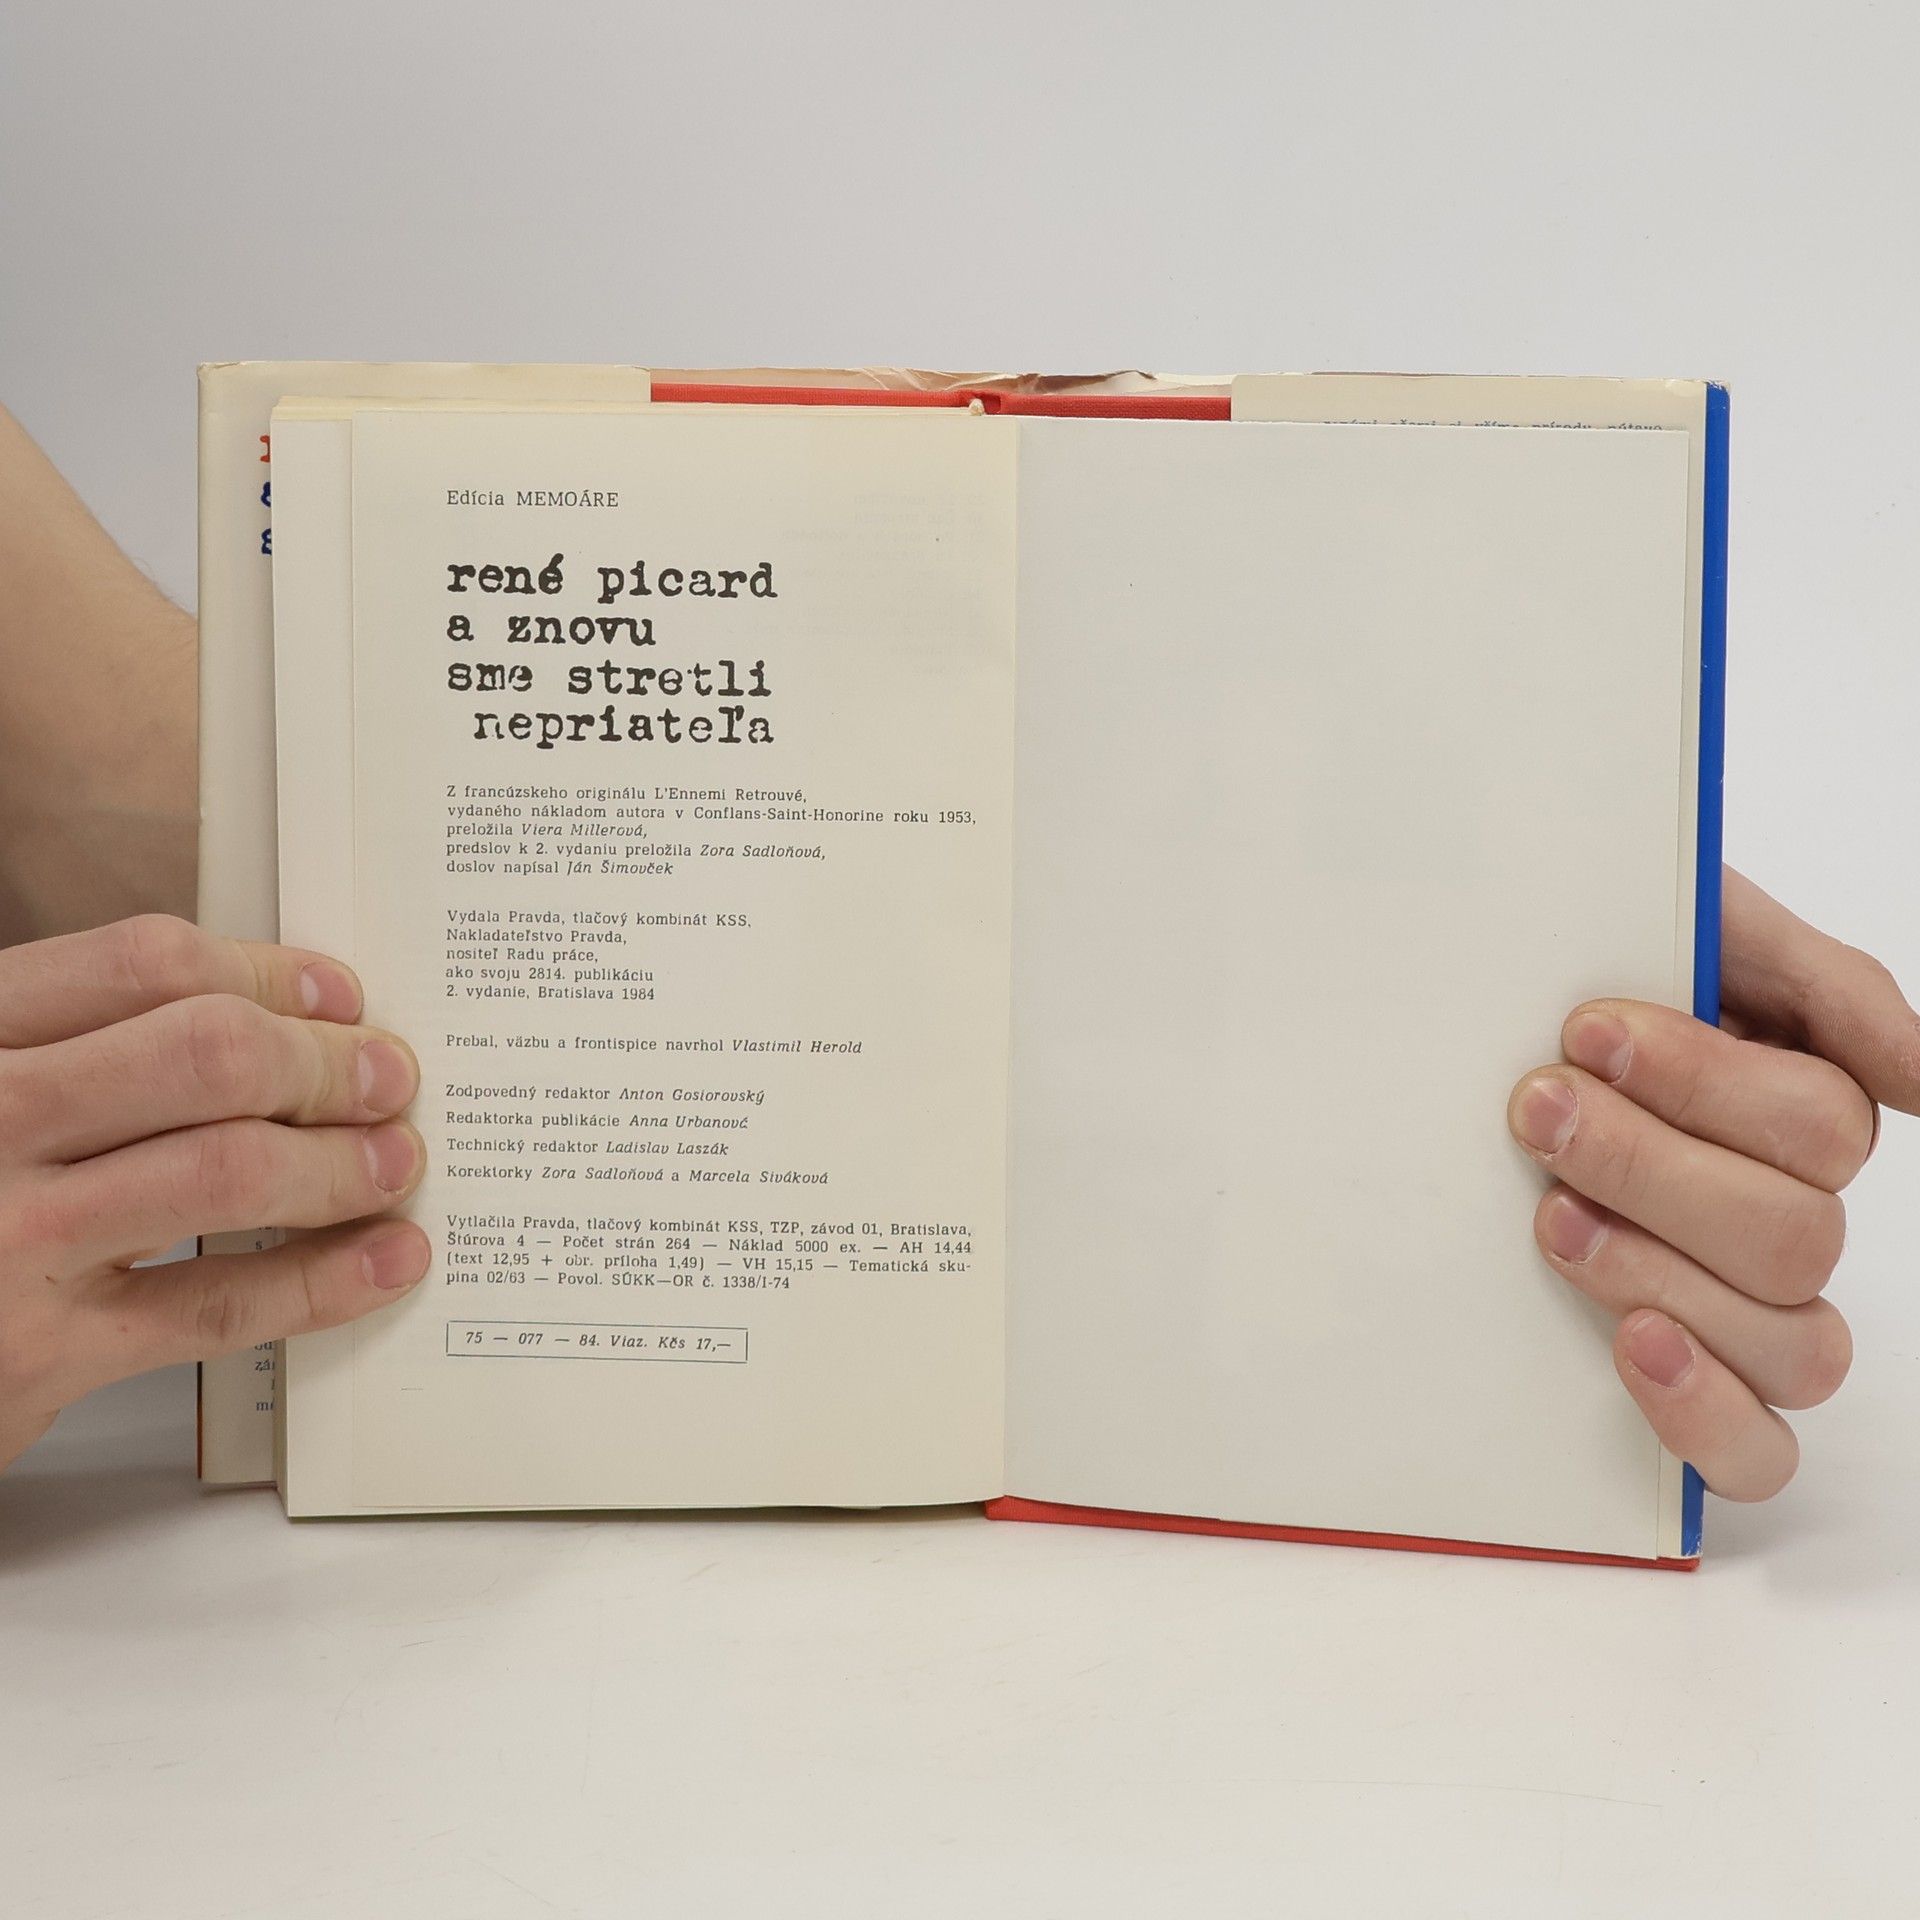 Edícia MEMOÁRE
rené picard
a znovu
sme stretli
nepriateľa
Z francúzskeho originálu L'Ennemi Retrouvé,
vydaného nákladom autora v Conflans-Saint-Honorine roku 1953,
preložila Viera Millerová,
predslov k 2. vydaniu preložila Zora Sadloňová,
doslov napísal Ján Šimovček
Vydala Pravda, tlačový kombinát KSS,
Nakladateľstvo Pravda,
nositeľ Radu práce,
ako svoju 2814. publikáciu
2. vydanie, Bratislava 1984
Prebal, väzbu a frontispice navrhol Vlastimil Herold
Zodpovedný redaktor Anton Gosiorovský
Redaktorka publikácie Anna Urbanová
Technický redaktor Ladislav Laszák
Korektorky Zora Sadloňová a Marcela Siváková
Vytlačila Pravda, tlačový kombinát KSS, TZP, závod 01, Bratislava,
Štúrova 4 — Počet strán 264 — Náklad 5000 ex. — AH 14,44
(text 12,95 + obr. príloha 1,49) — VH 15,15 — Tematická sku-
pina 02/63 — Povol. SÚKK—OR č. 1338/I-74
75 — 077 — 84. Viaz. Kčs 17,—